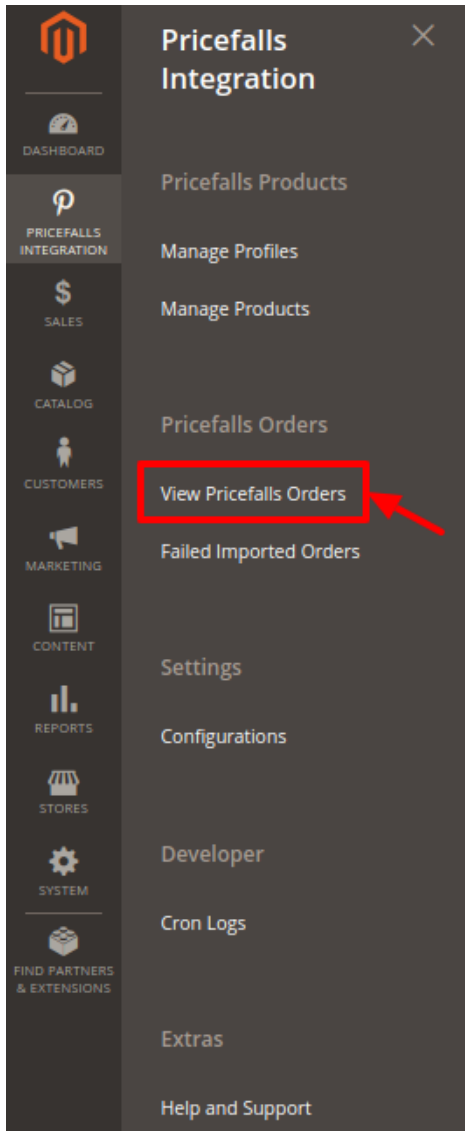 DASHBOARD
PRICEFALLS
INTEGRATION
SALES
CATALOG
CUSTOMERS
MARKETING
CONTENT
REPORTS
STORES
SYSTEM
FIND PARTNERS
& EXTENSIONS
Pricefalls
Integration
Pricefalls Products
Manage Profiles
Manage Products
Pricefalls Orders
View Pricefalls Orders
Failed Imported Orders
Settings
Configurations
Developer
Cron Logs
Extras
Help and Support